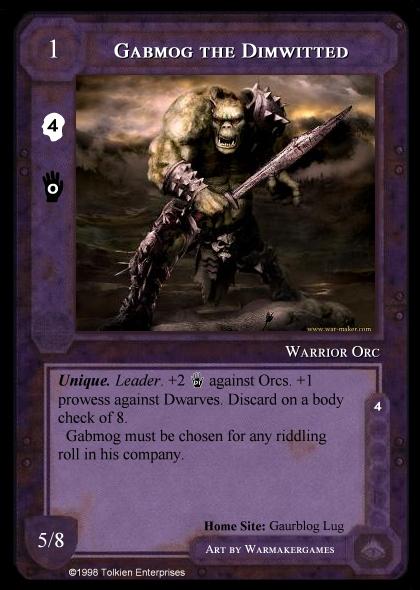 1
GABMOG THE DIMWITTED
4
0
www.war-maker.com
WARRIOR ORC
Unique. Leader. +2 against Orcs. +1
prowess against Dwarves. Discard on a body
check of 8.
Gabmog must be chosen for any riddling
roll in his company.
4
Home Site: Gaurblog Lug
5/8
ART BY WARMAKERGAMES
©1998 Tolkien Enterprises